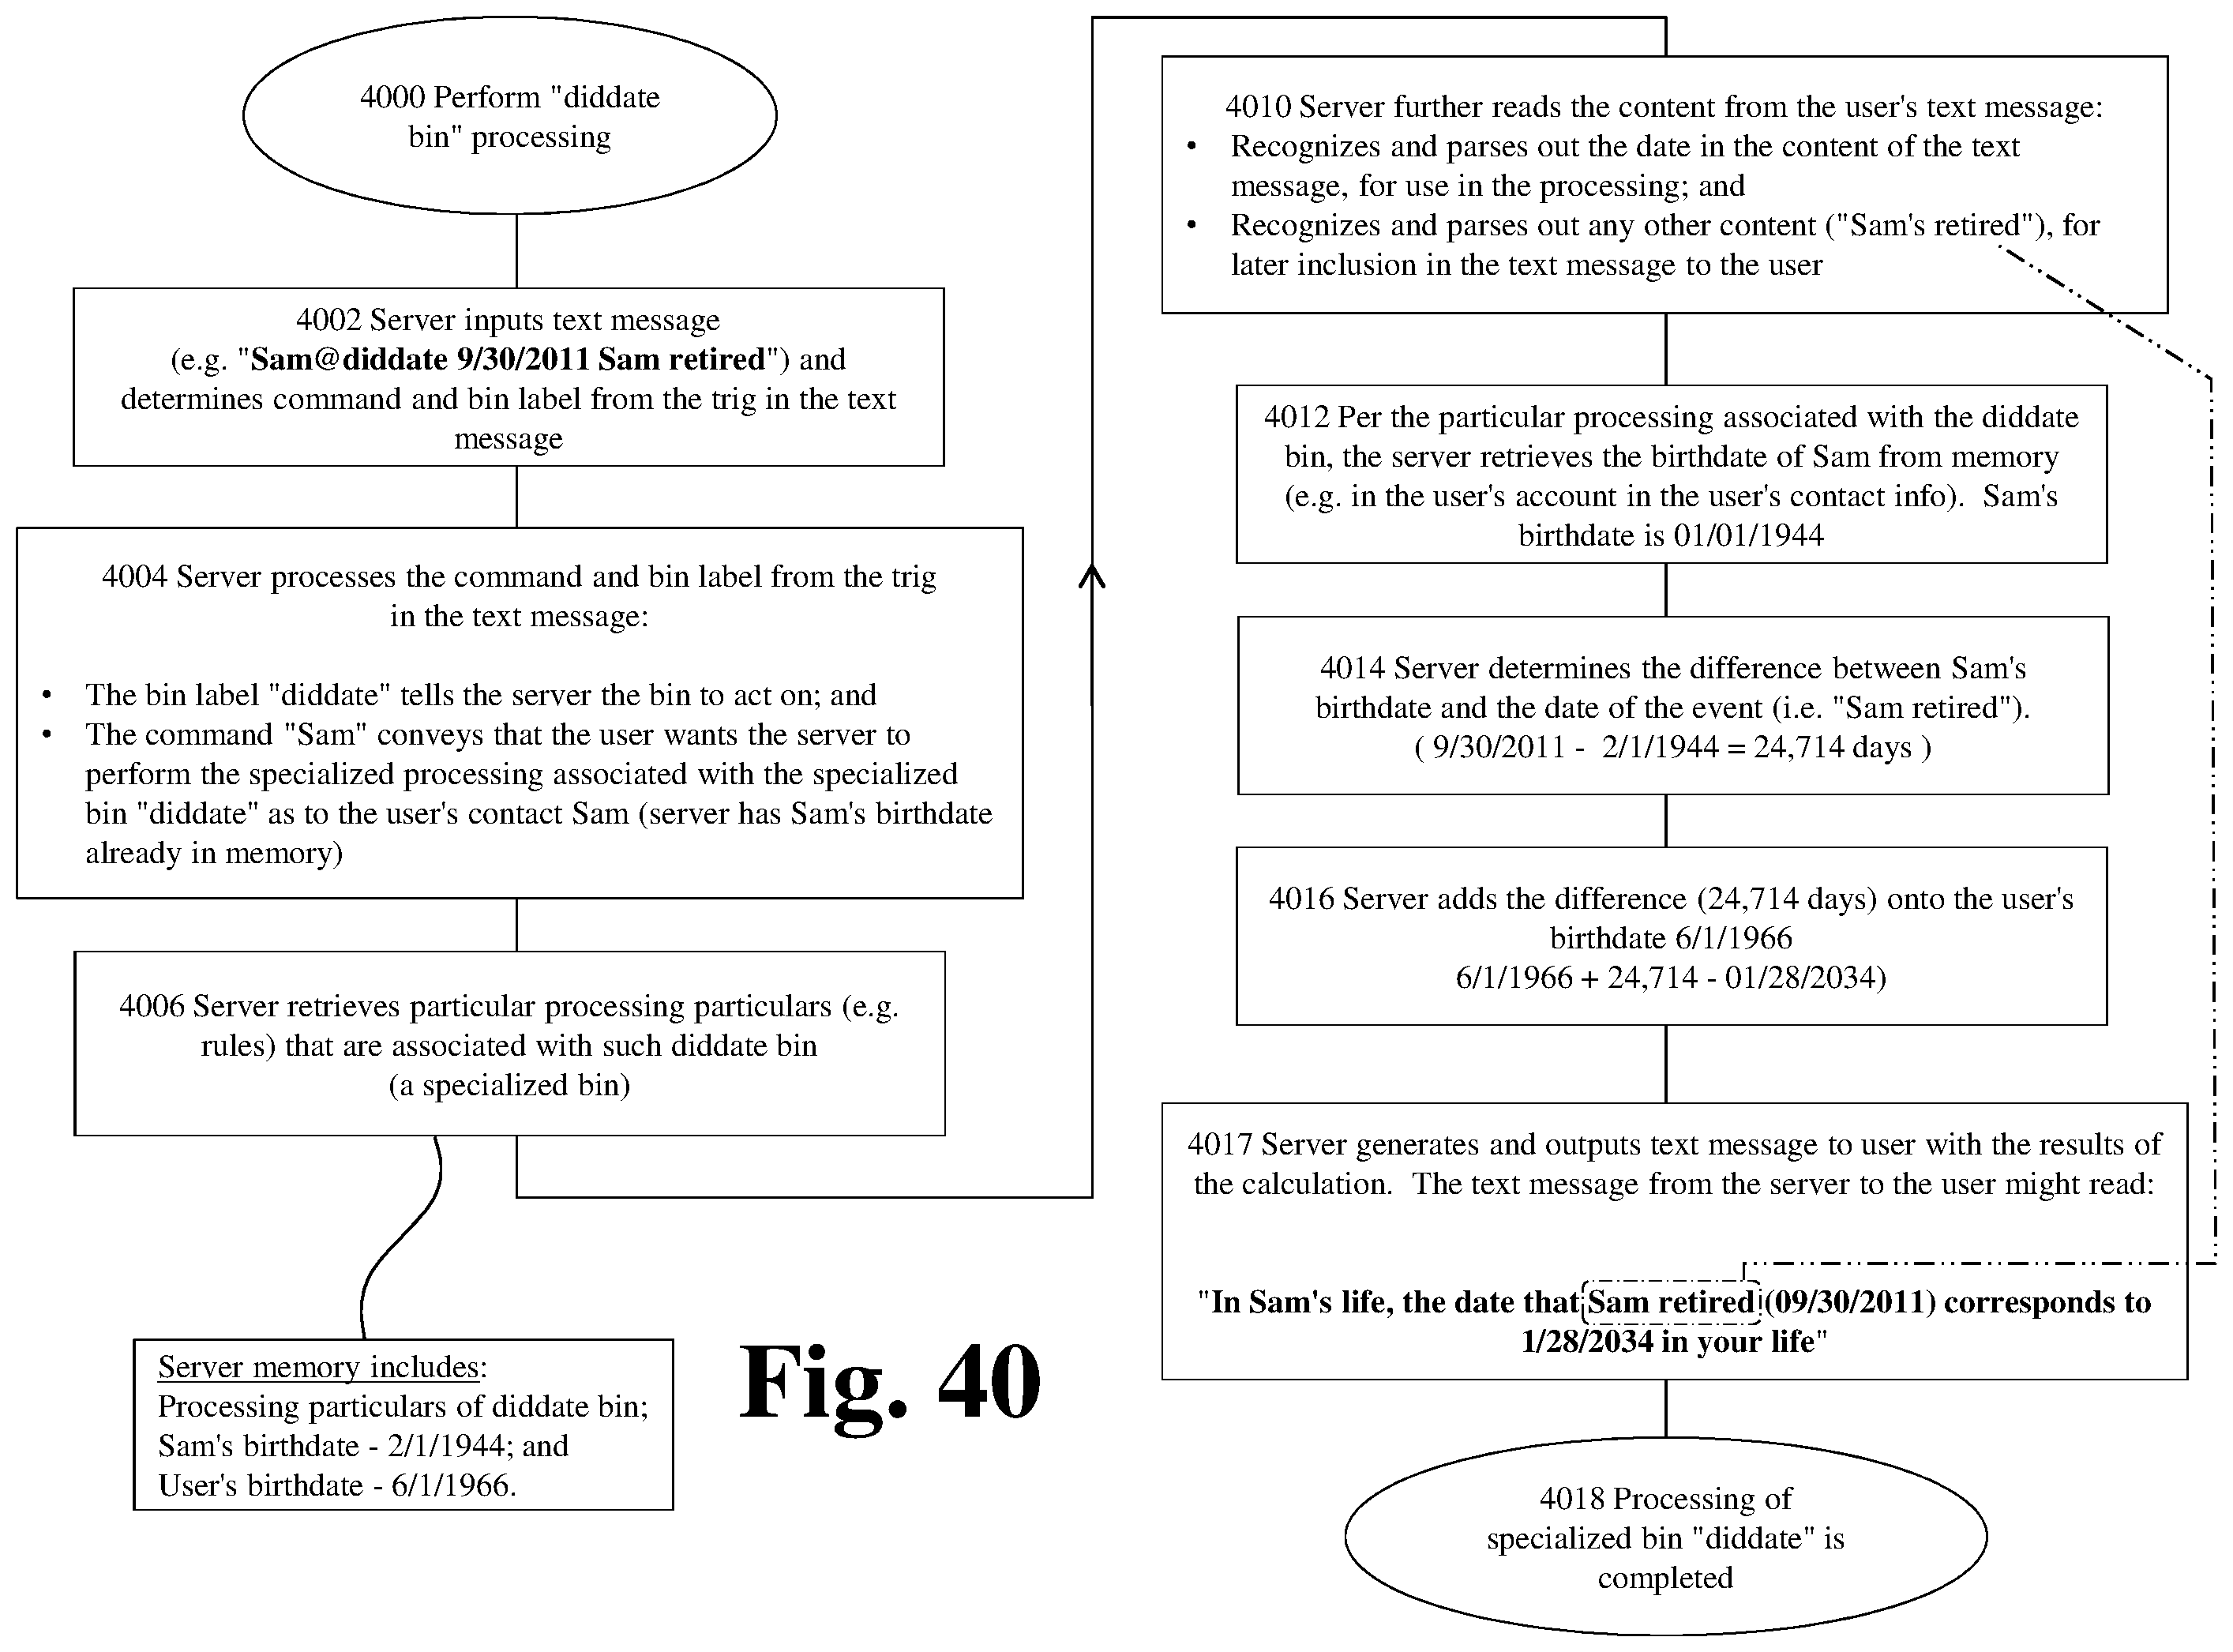 4000 Perform "diddate
bin" processing
4002 Server inputs text message
(e.g. "Sam@diddate 9/30/2011 Sam retired") and
determines command and bin label from the trig in the text
message
4004 Server processes the command and bin label from the trig
in the text message:
• The bin label "diddate" tells the server the bin to act on; and
• The command "Sam" conveys that the user wants the server to
perform the specialized processing associated with the specialized
bin "diddate" as to the user's contact Sam (server has Sam's birthdate
already in memory)
4006 Server retrieves particular processing particulars (e.g.
rules) that are associated with such diddate bin
(a specialized bin)
Server memory includes:
Processing particulars of diddate bin;
Sam's birthdate - 2/1/1944; and
User's birthdate - 6/1/1966.
Fig. 40
4010 Server further reads the content from the user's text message:
• Recognizes and parses out the date in the content of the text
message, for use in the processing; and
• Recognizes and parses out any other content ("Sam's retired"), for
later inclusion in the text message to the user
4012 Per the particular processing associated with the diddate
bin, the server retrieves the birthdate of Sam from memory
(e.g. in the user's account in the user's contact info).  Sam's
birthdate is 01/01/1944
4014 Server determines the difference between Sam's
birthdate and the date of the event (i.e. "Sam retired").
( 9/30/2011 -  2/1/1944 = 24,714 days )
4016 Server adds the difference (24,714 days) onto the user's
birthdate 6/1/1966
6/1/1966 + 24,714 - 01/28/2034)
4017 Server generates and outputs text message to user with the results of
the calculation.  The text message from the server to the user might read:
"In Sam's life, the date that Sam retired (09/30/2011) corresponds to
1/28/2034 in your life"
4018 Processing of
specialized bin "diddate" is
completed